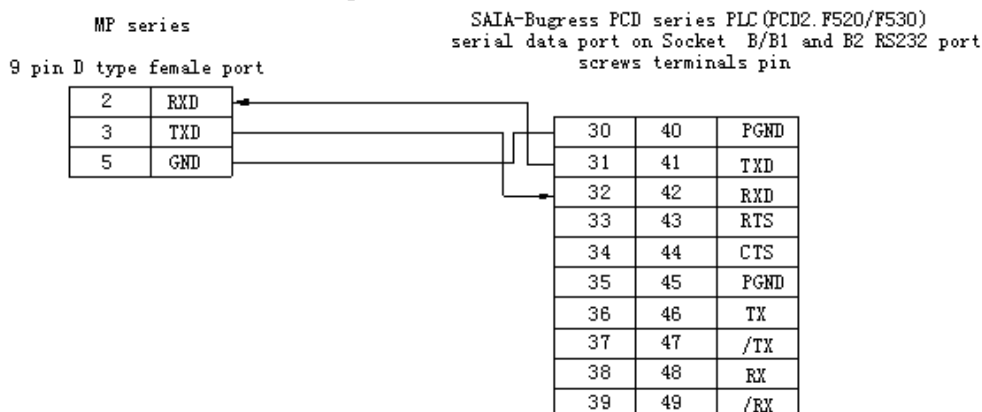 MP series
SAIA-Bugress PCD series PLC(PCD2.F520/F530)
serial data port on Socket B/B1 and B2 RS232 port
screws terminals pin
9 pin D type female port
2 RXD
3 TXD
5 GND
30 40 PGND
31 41 TXD
32 42 RXD
33 43 RTS
34 44 CTS
35 45 PGND
36 46 TX
37 47 /TX
38 48 RX
39 49 /RX